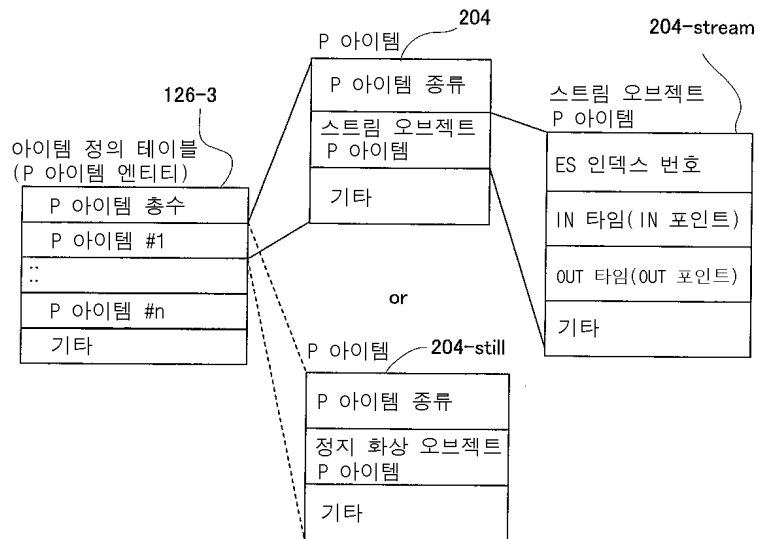 126-3
아이템 정의 테이블
(P 아이템 엔티티)
P 아이템 총수
P 아이템 #1
::
P 아이템 #n
기타
204
P 아이템
P 아이템 종류
스트림 오브젝트
P 아이템
기타
or
P 아이템
204-still
P 아이템 종류
정지 화상 오브젝트
P 아이템
기타
204-stream
스트림 오브젝트
P 아이템
ES 인덱스 번호
IN 타임(IN 포인트)
OUT 타임(OUT 포인트)
기타